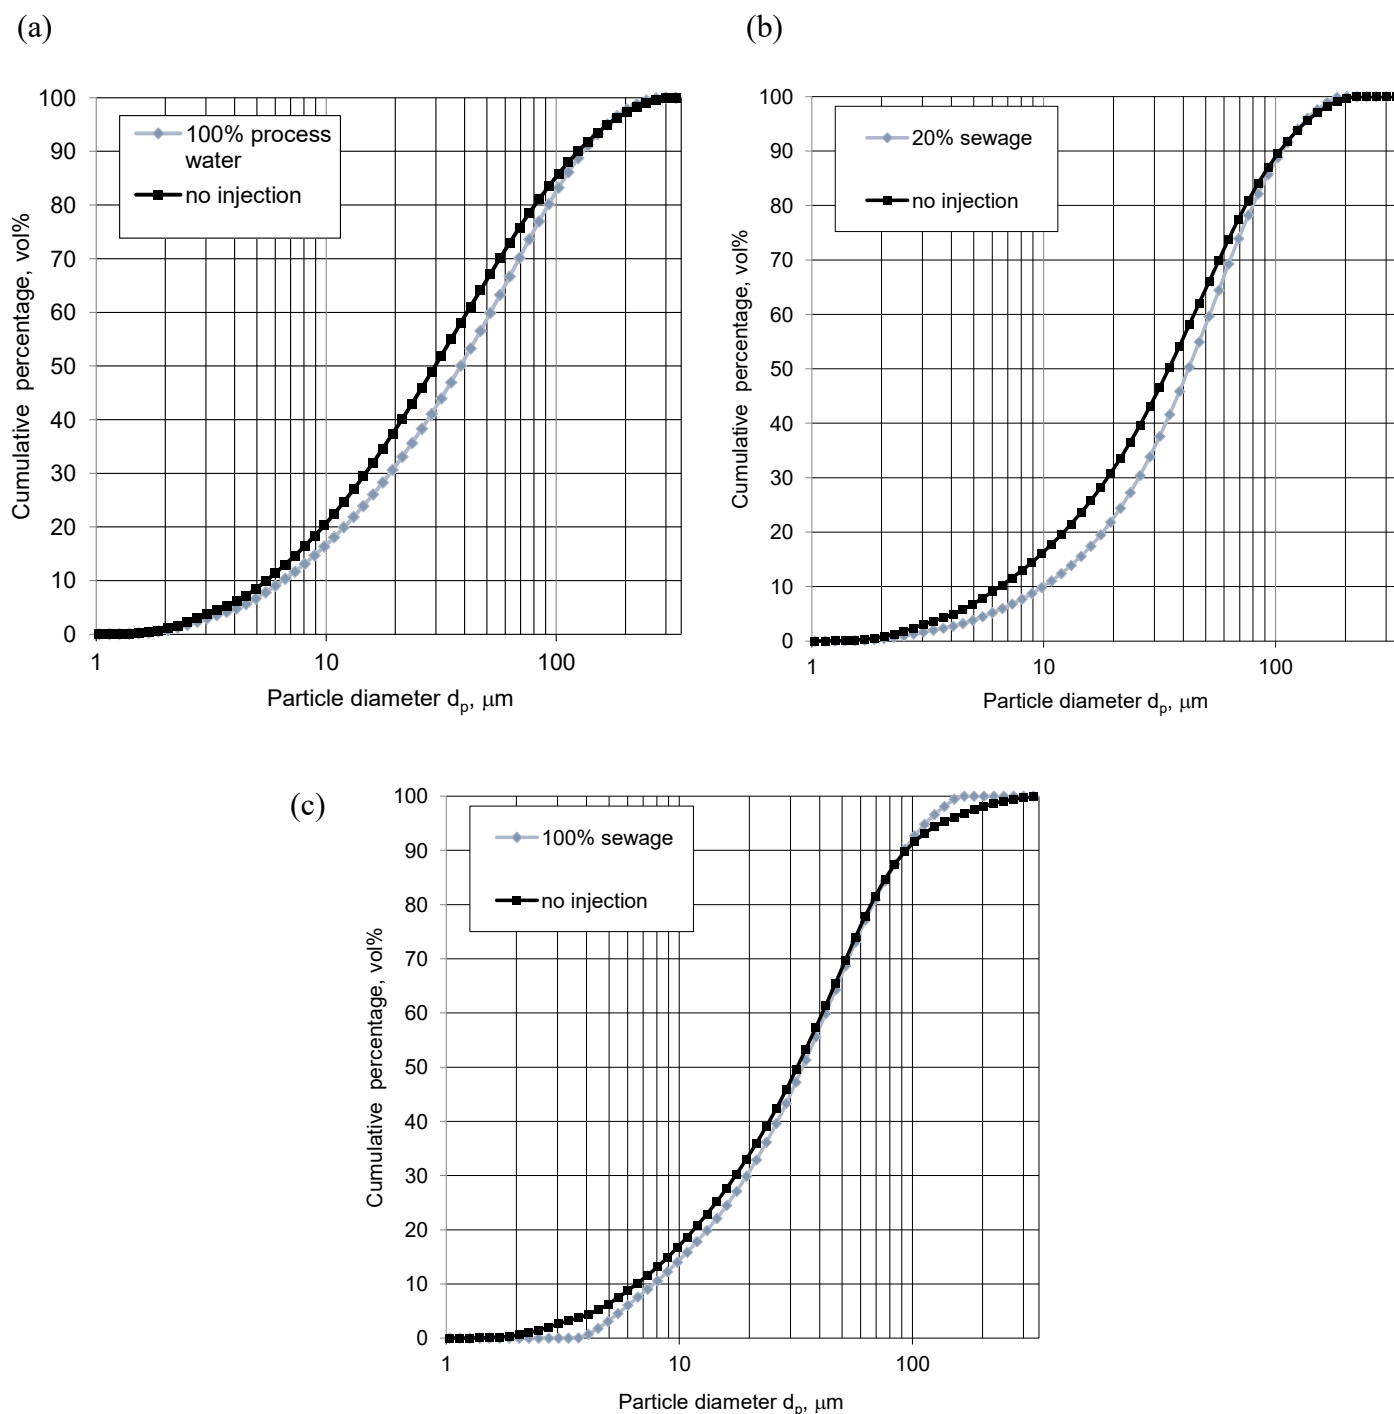 (a)
100
90
80
70
60
50
40
30
20
10
0
Cumulative percentage, vol%
100% process
water
no injection
1
10
100
Particle diameter dp, μm
(b)
100
90
80
70
60
50
40
30
20
10
0
Cumulative percentage, vol%
20% sewage
no injection
1
10
100
Particle diameter dp, μm
(c)
100
90
80
70
60
50
40
30
20
10
0
Cumulative percentage, vol%
100% sewage
no injection
1
10
100
Particle diameter dp, μm